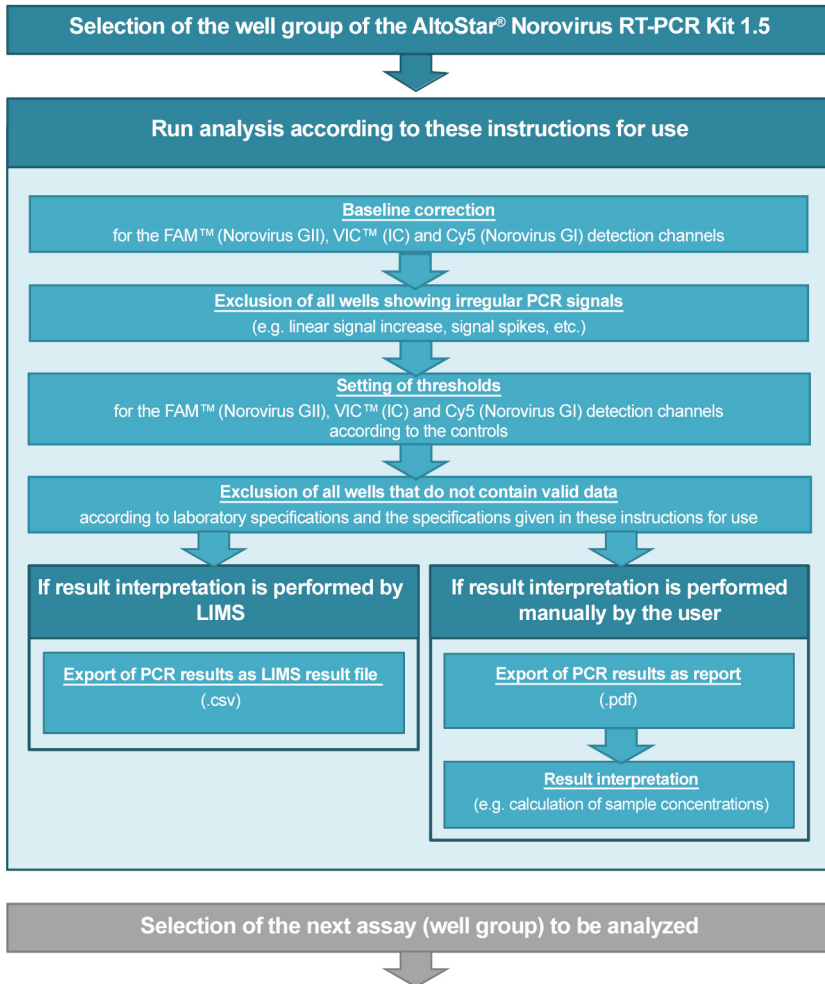 Selection of the well group of the AltoStar® Norovirus RT-PCR Kit 1.5
Run analysis according to these instructions for use
Baseline correction
for the FAM™ (Norovirus GII), VIC™ (IC) and Cy5 (Norovirus GI) detection channels
Exclusion of all wells showing irregular PCR signals
(e.g. linear signal increase, signal spikes, etc.)
Setting of thresholds
for the FAM™ (Norovirus GII), VIC™ (IC) and Cy5 (Norovirus GI) detection channels
according to the controls
Exclusion of all wells that do not contain valid data
according to laboratory specifications and the specifications given in these instructions for use
If result interpretation is performed by
LIMS
Export of PCR results as LIMS result file
(.csv)
If result interpretation is performed
manually by the user
Export of PCR results as report
(.pdf)
Result interpretation
(e.g. calculation of sample concentrations)
Selection of the next assay (well group) to be analyzed